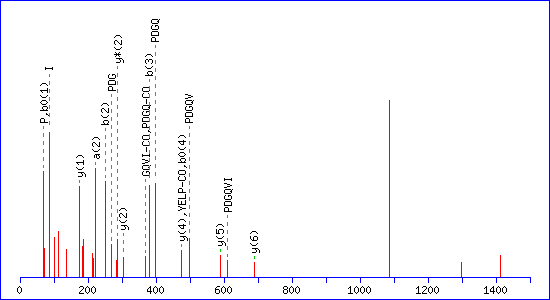 P,b0(1)
I
y(1)
a(2)
b(2)
PDG
y*(2)
y(2)
GQVI-CO,PDGQ-CO
b(3)
PDGQ
y(4),YELP-CO,b0(4)
PDGQV
y(5)
PDGQVI
y(6)
0 200 400 600 800 1000 1200 1400